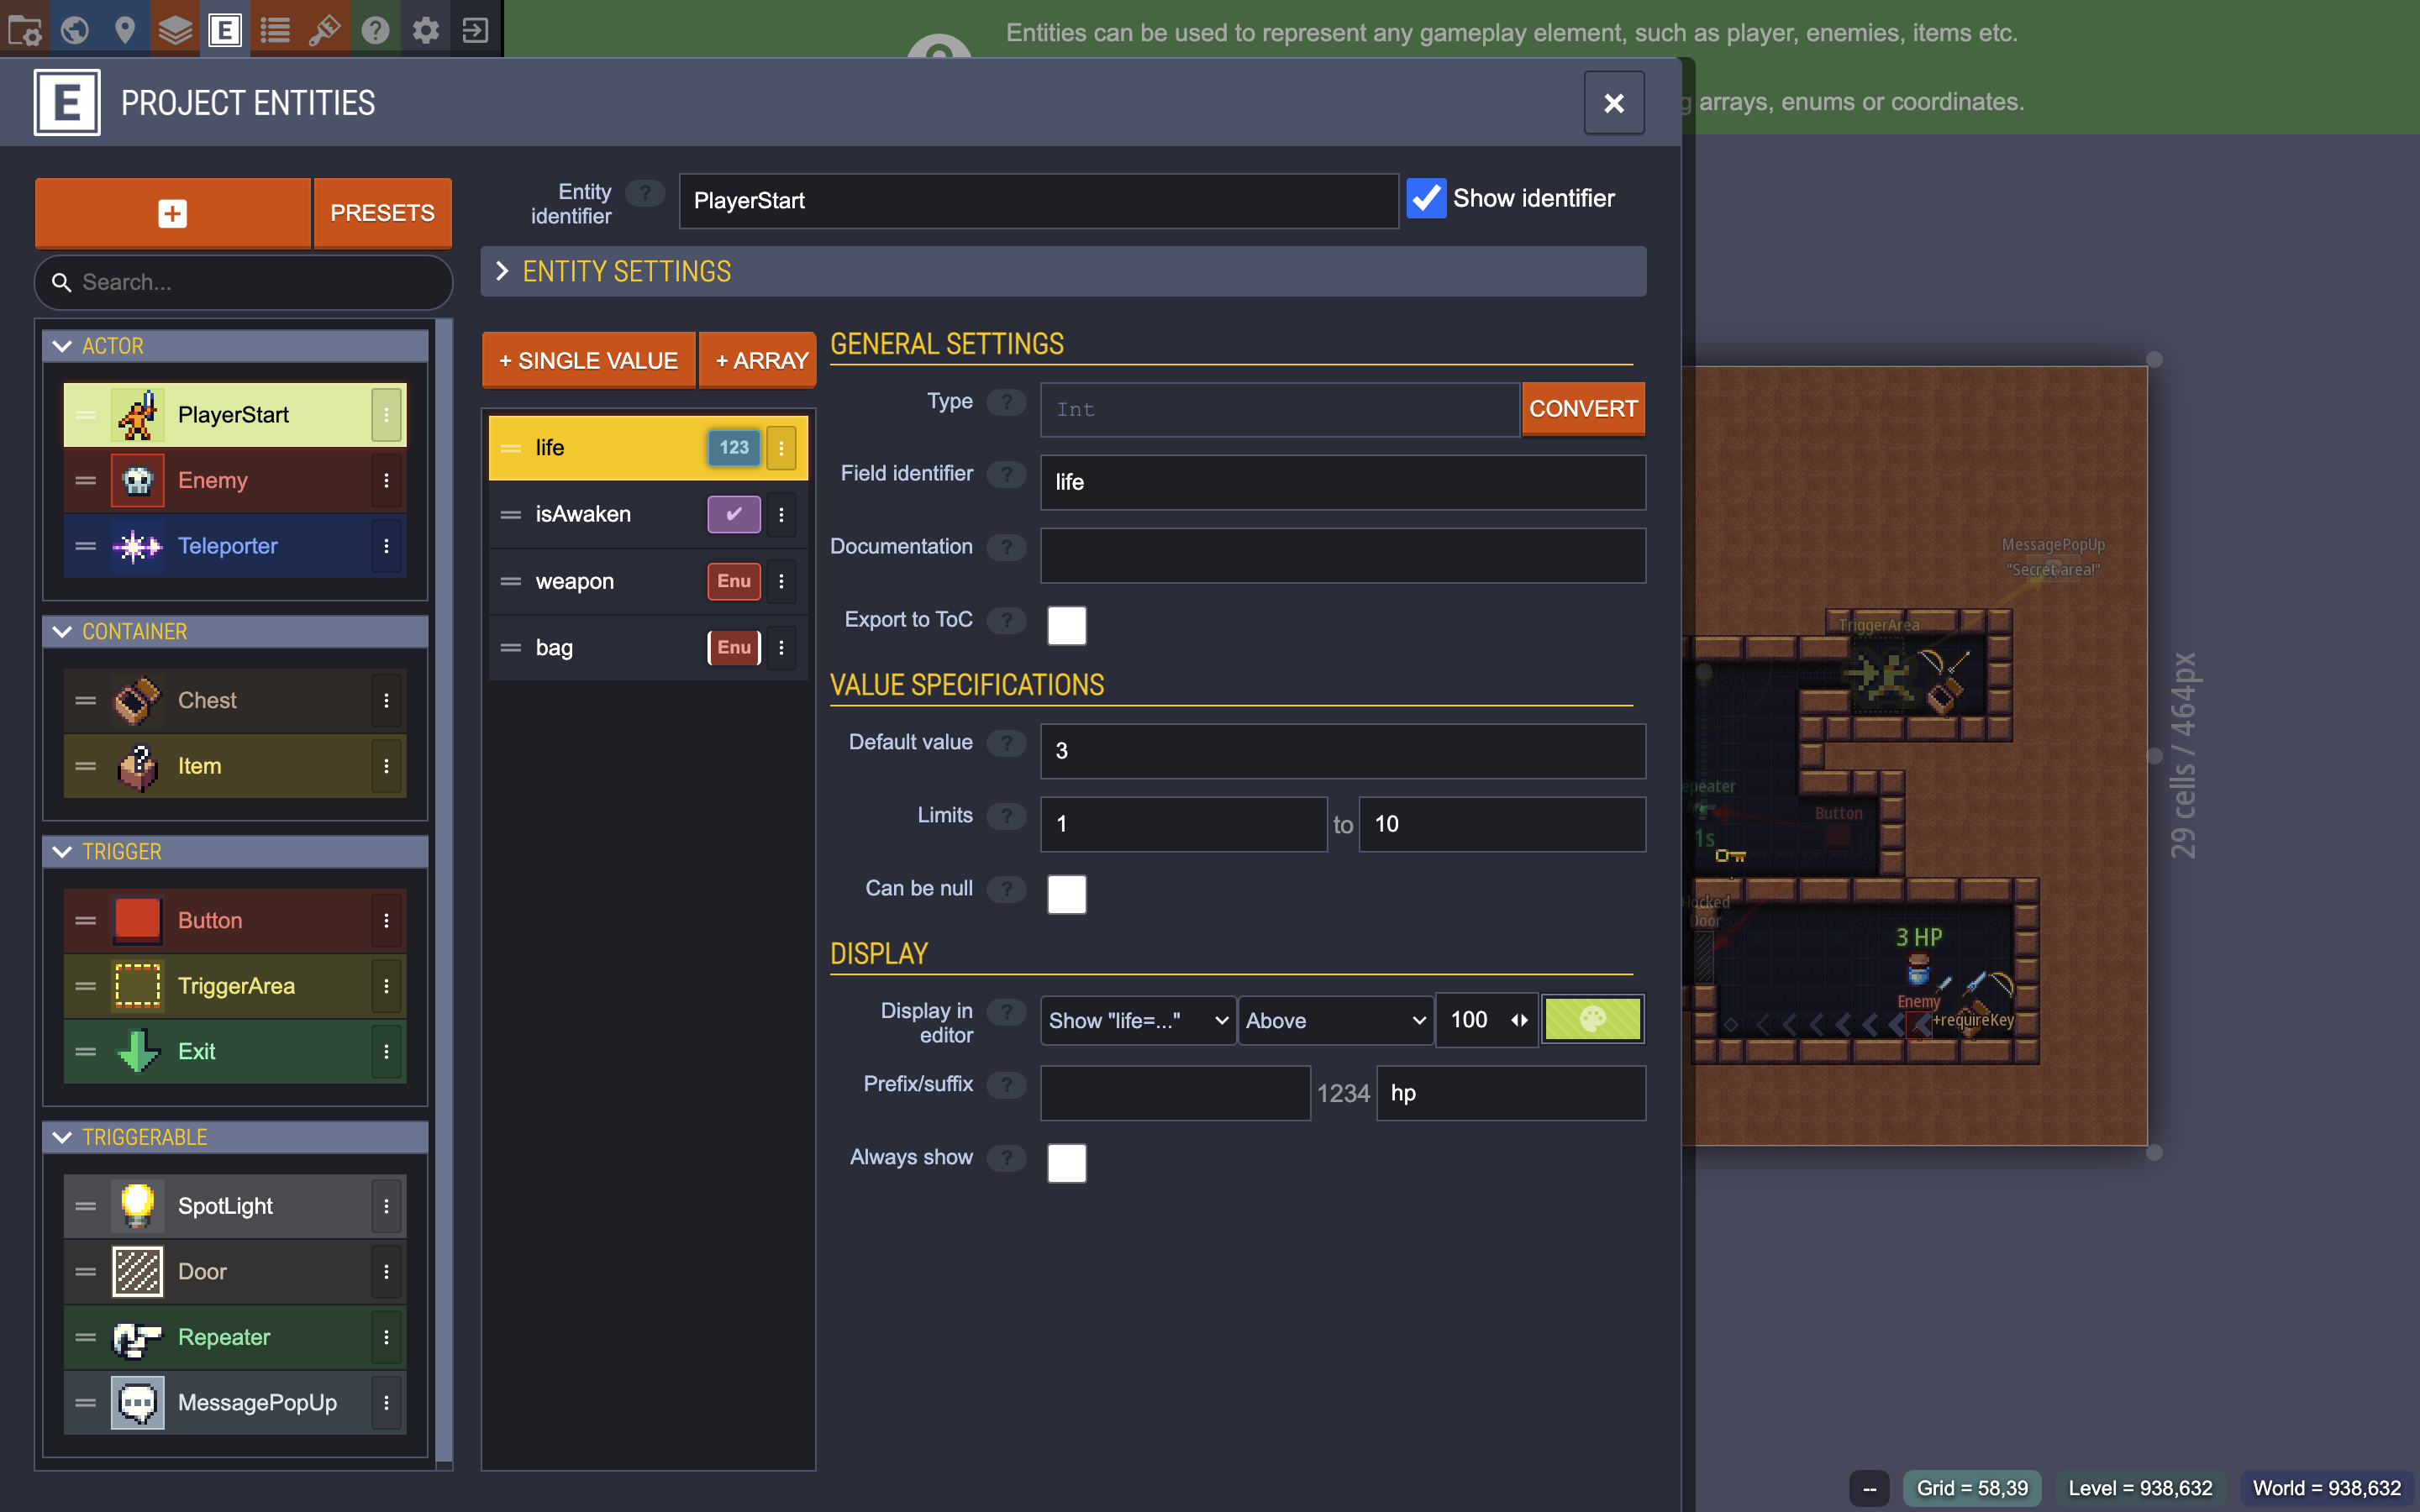 Entities can be used to represent any gameplay element, such as player, enemies, items etc.
g arrays, enums or coordinates.
E PROJECT ENTITIES
PRESETS
Search...
ACTOR
PlayerStart
Enemy
Teleporter
CONTAINER
Chest
Item
TRIGGER
Button
TriggerArea
Exit
TRIGGERABLE
SpotLight
Door
Repeater
MessagePopUp
Entity
identifier
?
PlayerStart
Show identifier
ENTITY SETTINGS
+ SINGLE VALUE
+ ARRAY
life 123
isAwaken
weapon Enu
bag Enu
GENERAL SETTINGS
Type ? Int CONVERT
Field identifier ? life
Documentation ?
Export to ToC ?
VALUE SPECIFICATIONS
Default value ? 3
Limits ? 1 to 10
Can be null ?
DISPLAY
Display in
editor
? Show "life=..." Above 100
Prefix/suffix ? 1234 hp
Always show ?
MessagePopUp
"Secret area!"
TriggerArea
epeater
1s
Button
locked
Door
3 HP
Enemy
+requireKey
29 cells / 464px
-- Grid = 58,39 Level = 938,632 World = 938,632